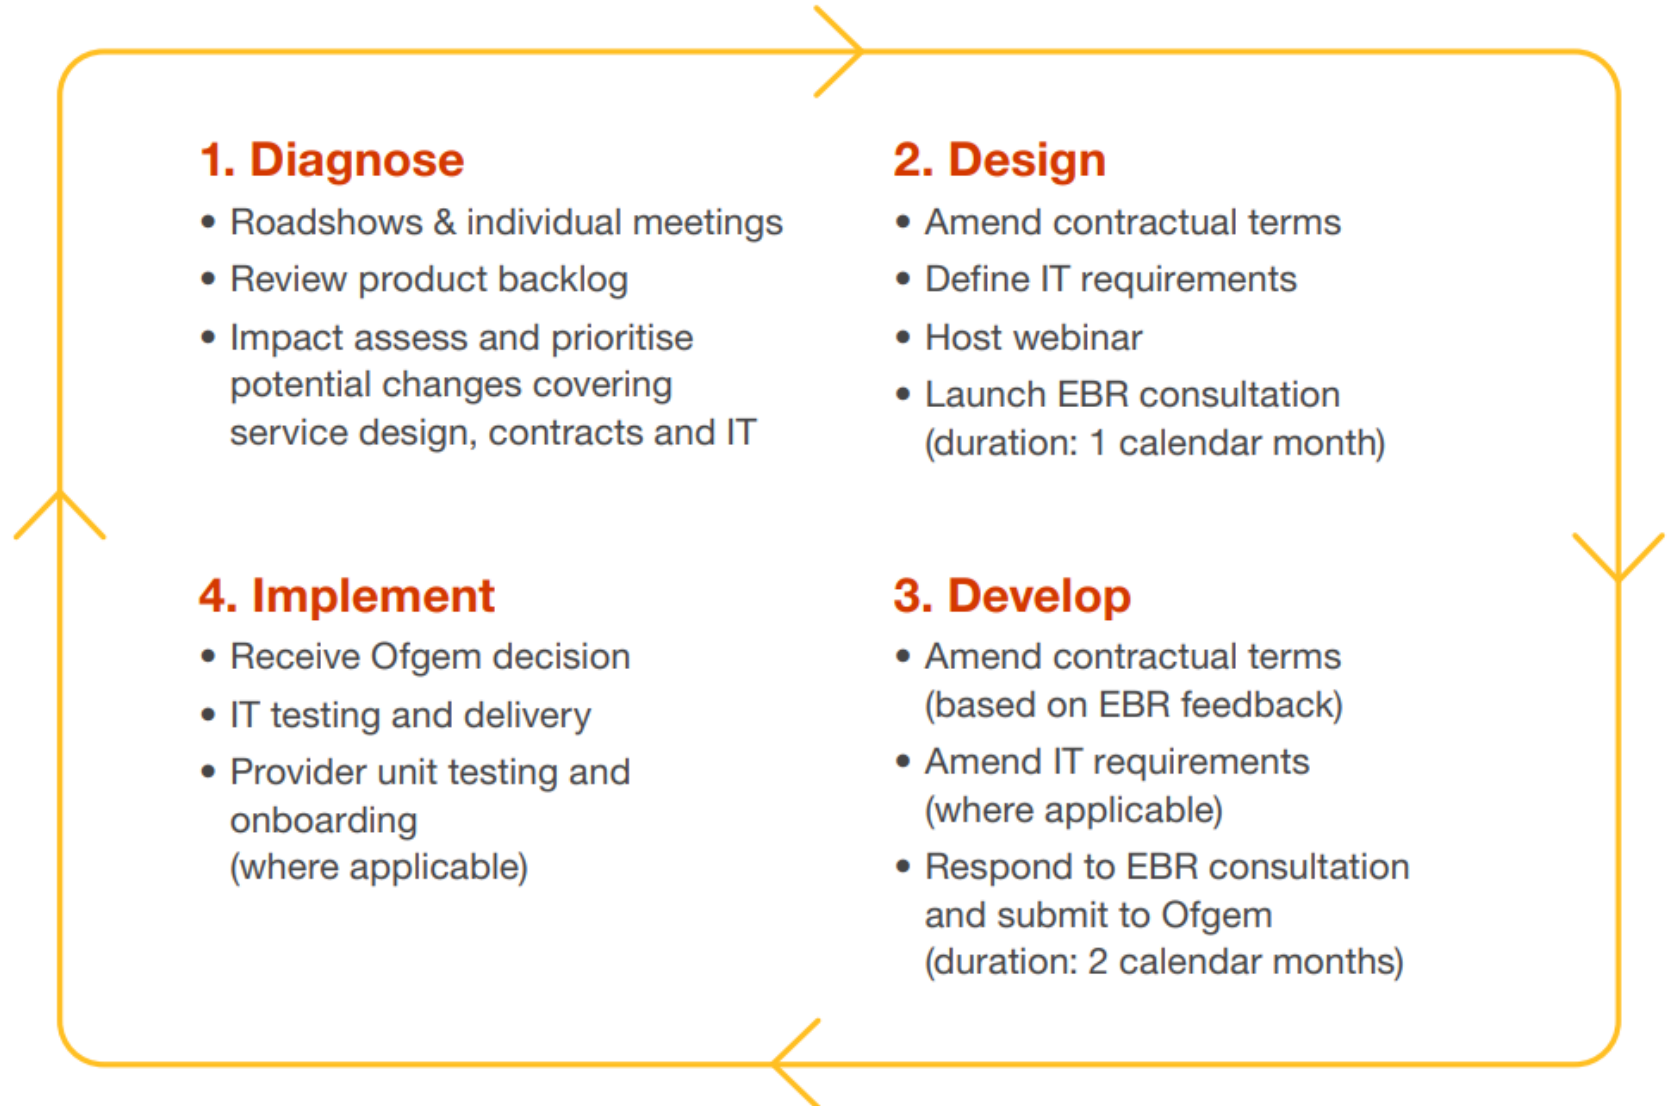 1. Diagnose
• Roadshows & individual meetings
• Review product backlog
• Impact assess and prioritise
potential changes covering
service design, contracts and IT
2. Design
• Amend contractual terms
• Define IT requirements
• Host webinar
• Launch EBR consultation
(duration: 1 calendar month)
3. Develop
• Amend contractual terms
(based on EBR feedback)
• Amend IT requirements
(where applicable)
• Respond to EBR consultation
and submit to Ofgem
(duration: 2 calendar months)
4. Implement
• Receive Ofgem decision
• IT testing and delivery
• Provider unit testing and
onboarding
(where applicable)